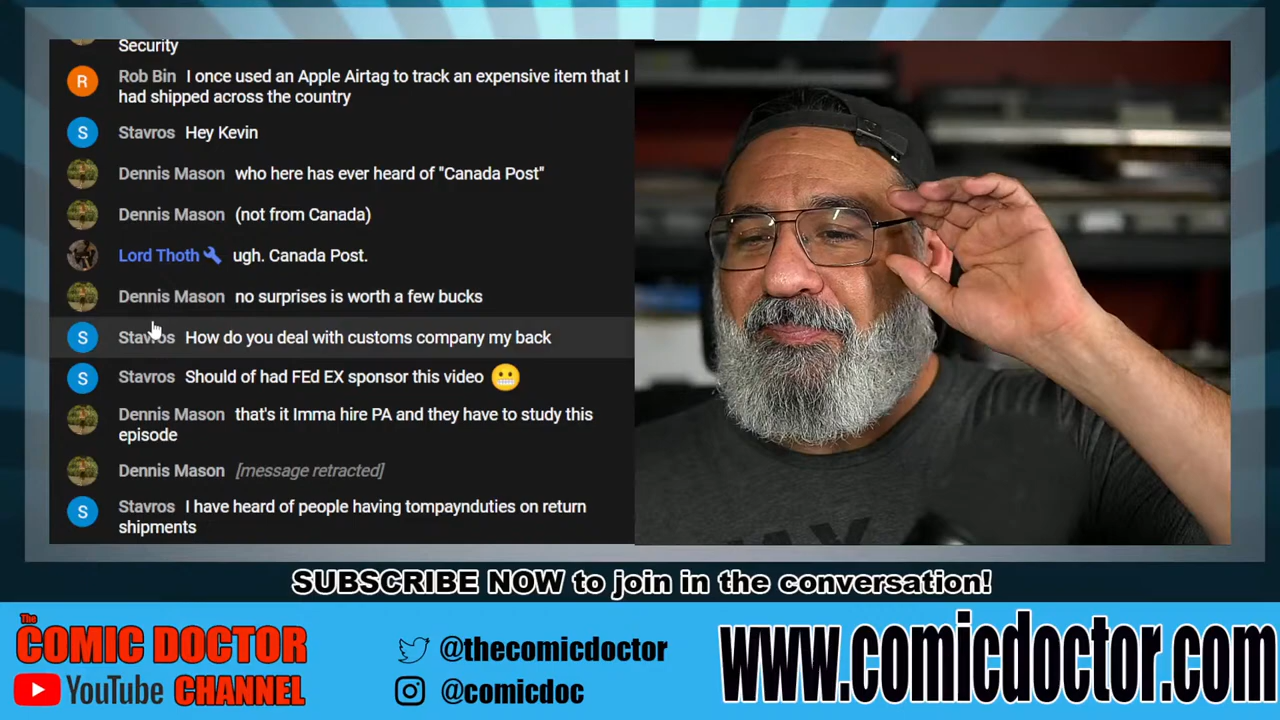 Security
R
Rob Bin I once used an Apple Airtag to track an expensive item that I
had shipped across the country
S
Stavros Hey Kevin
Dennis Mason who here has ever heard of "Canada Post"
Dennis Mason (not from Canada)
Lord Thoth ugh. Canada Post.
Dennis Mason no surprises is worth a few bucks
S
Stavros How do you deal with customs company my back
S
Stavros Should of had FEd EX sponsor this video 😬
Dennis Mason that's it Imma hire PA and they have to study this
episode
Dennis Mason [message retracted]
S
Stavros I have heard of people having tompaynduties on return
shipments
SUBSCRIBE NOW to join in the conversation!
The
COMIC DOCTOR
YouTube CHANNEL
@thecomicdoctor
@comicdoc
www.comicdoctor.com